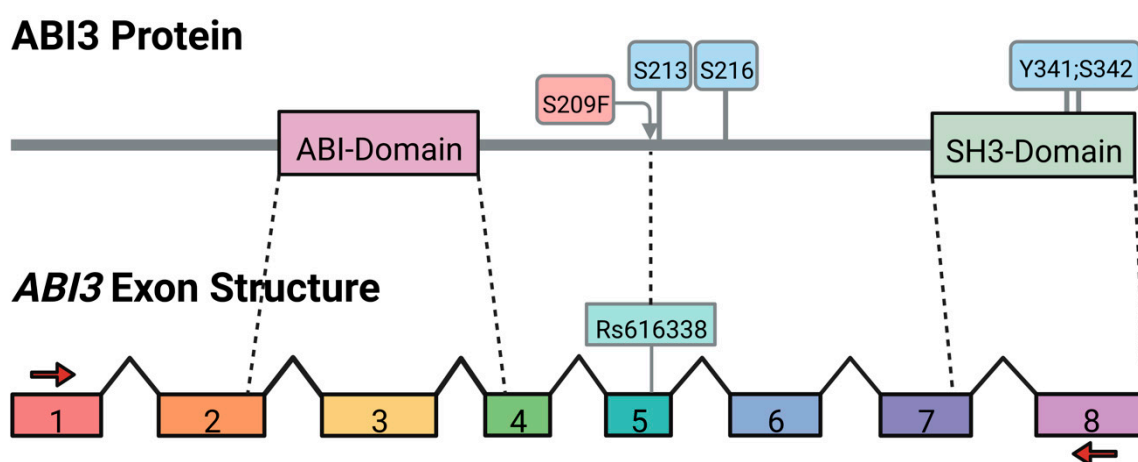 ABI3 Protein
S213 S216 Y341;S342
S209F
ABI-Domain SH3-Domain
ABI3 Exon Structure
Rs616338
1 2 3 4 5 6 7 8